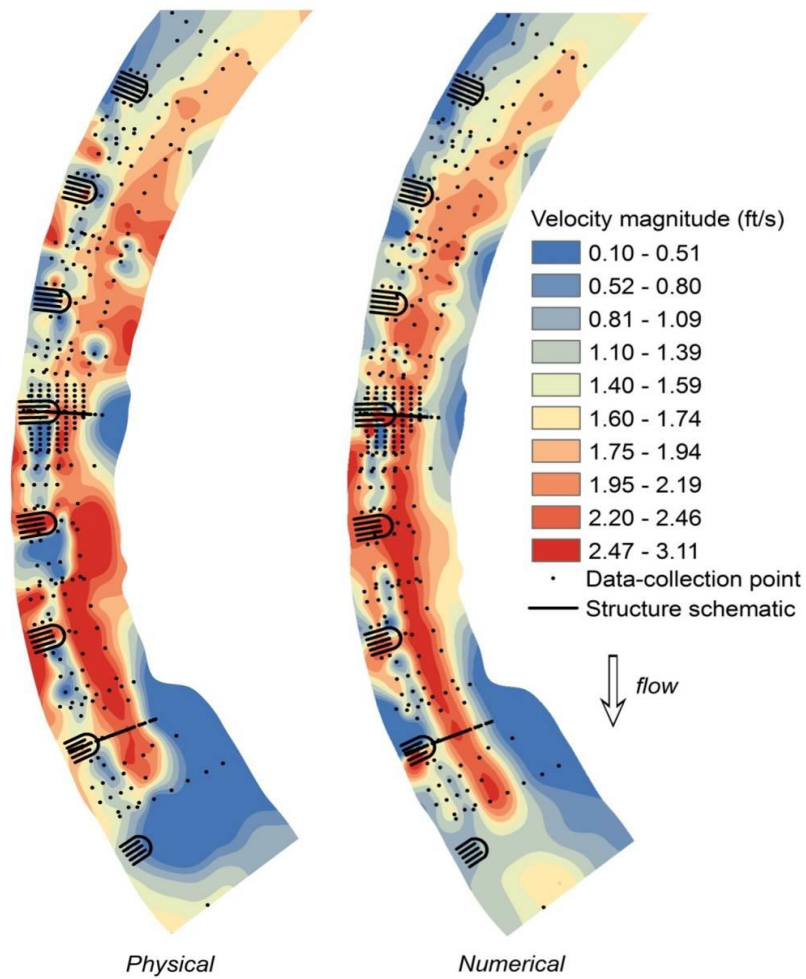 Velocity magnitude (ft/s)
0.10 - 0.51
0.52 - 0.80
0.81 - 1.09
1.10 - 1.39
1.40 - 1.59
1.60 - 1.74
1.75 - 1.94
1.95 - 2.19
2.20 - 2.46
2.47 - 3.11
Data-collection point
Structure schematic
flow
Physical
Numerical